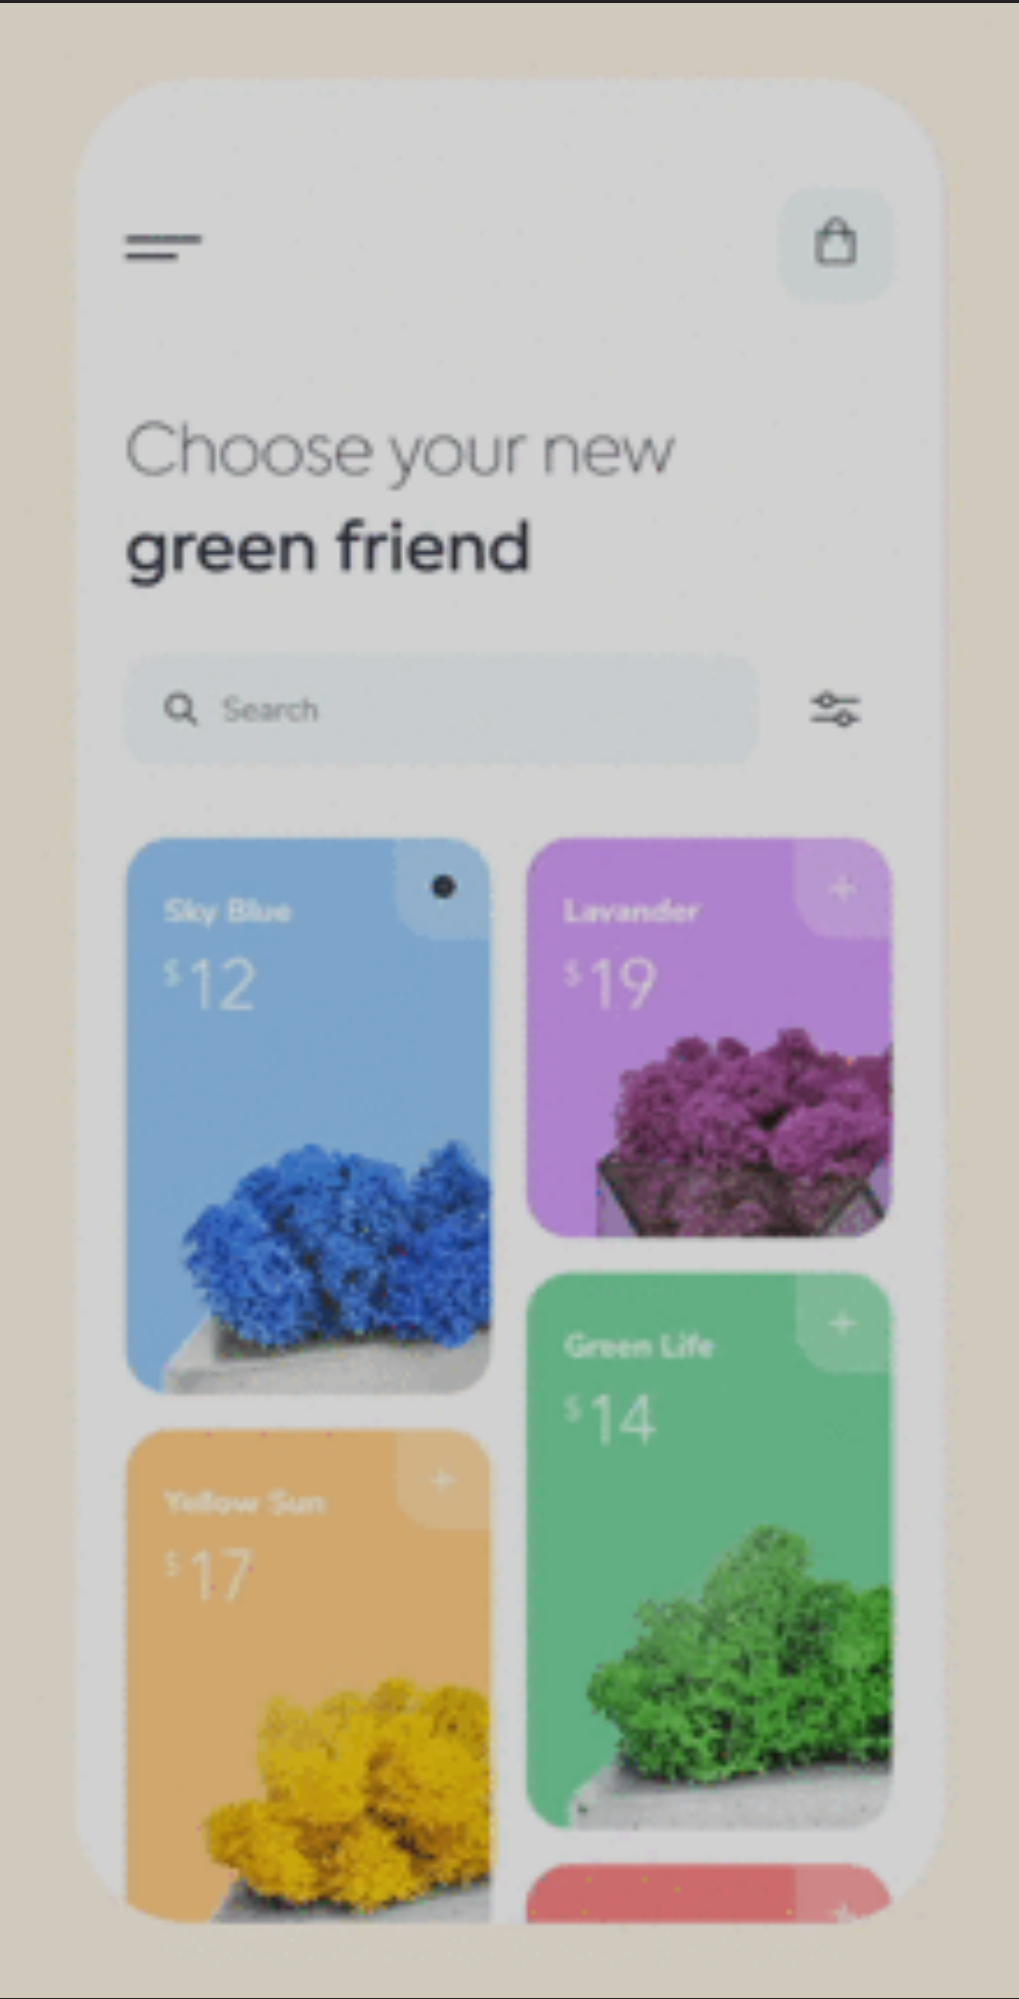 Choose your new
green friend
Search
Sky Blue
$12
Lavander
$19
Green Life
$14
Yellow Sun
$17